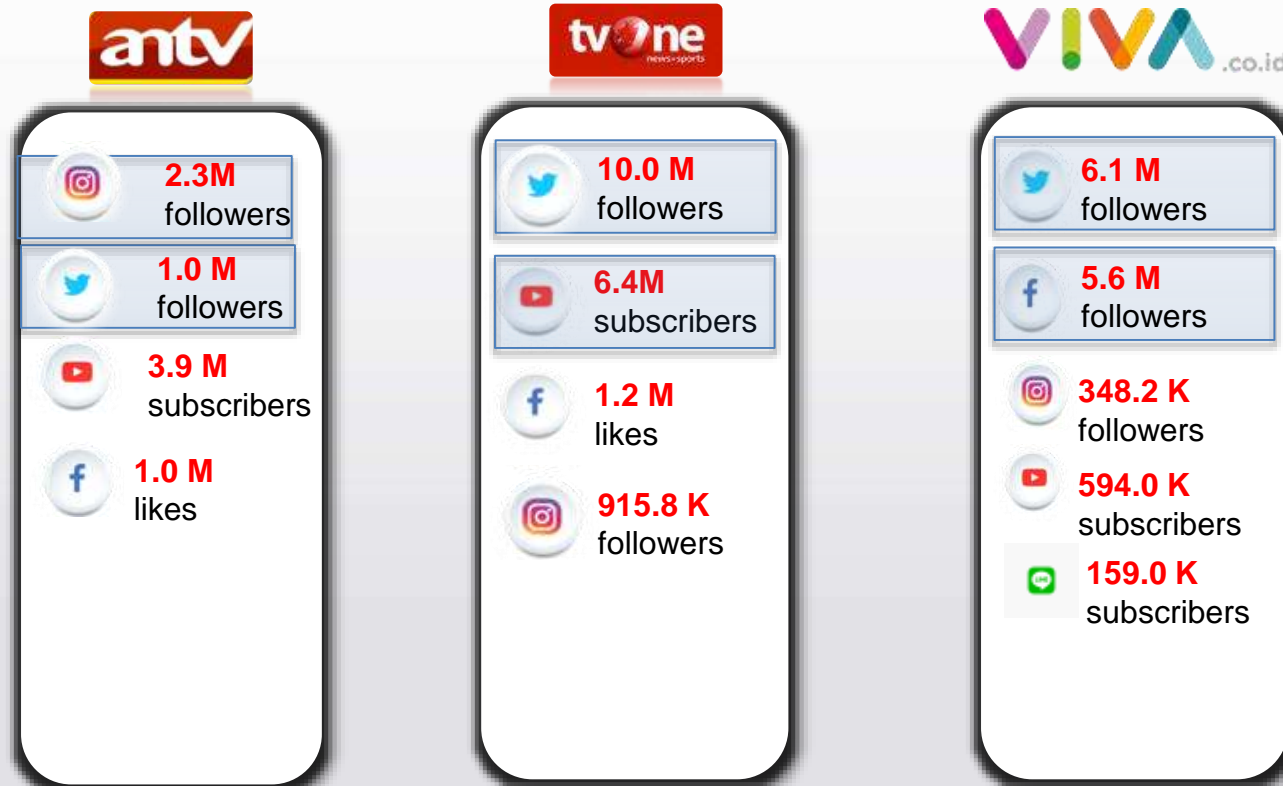 antv
2.3M
followers
1.0 M
followers
3.9 M
subscribers
1.0 M
likes
tvOne
news+sports
10.0 M
followers
6.4M
subscribers
1.2 M
likes
915.8 K
followers
VIVA.co.id
6.1 M
followers
5.6 M
followers
348.2 K
followers
594.0 K
subscribers
LINE
159.0 K
subscribers